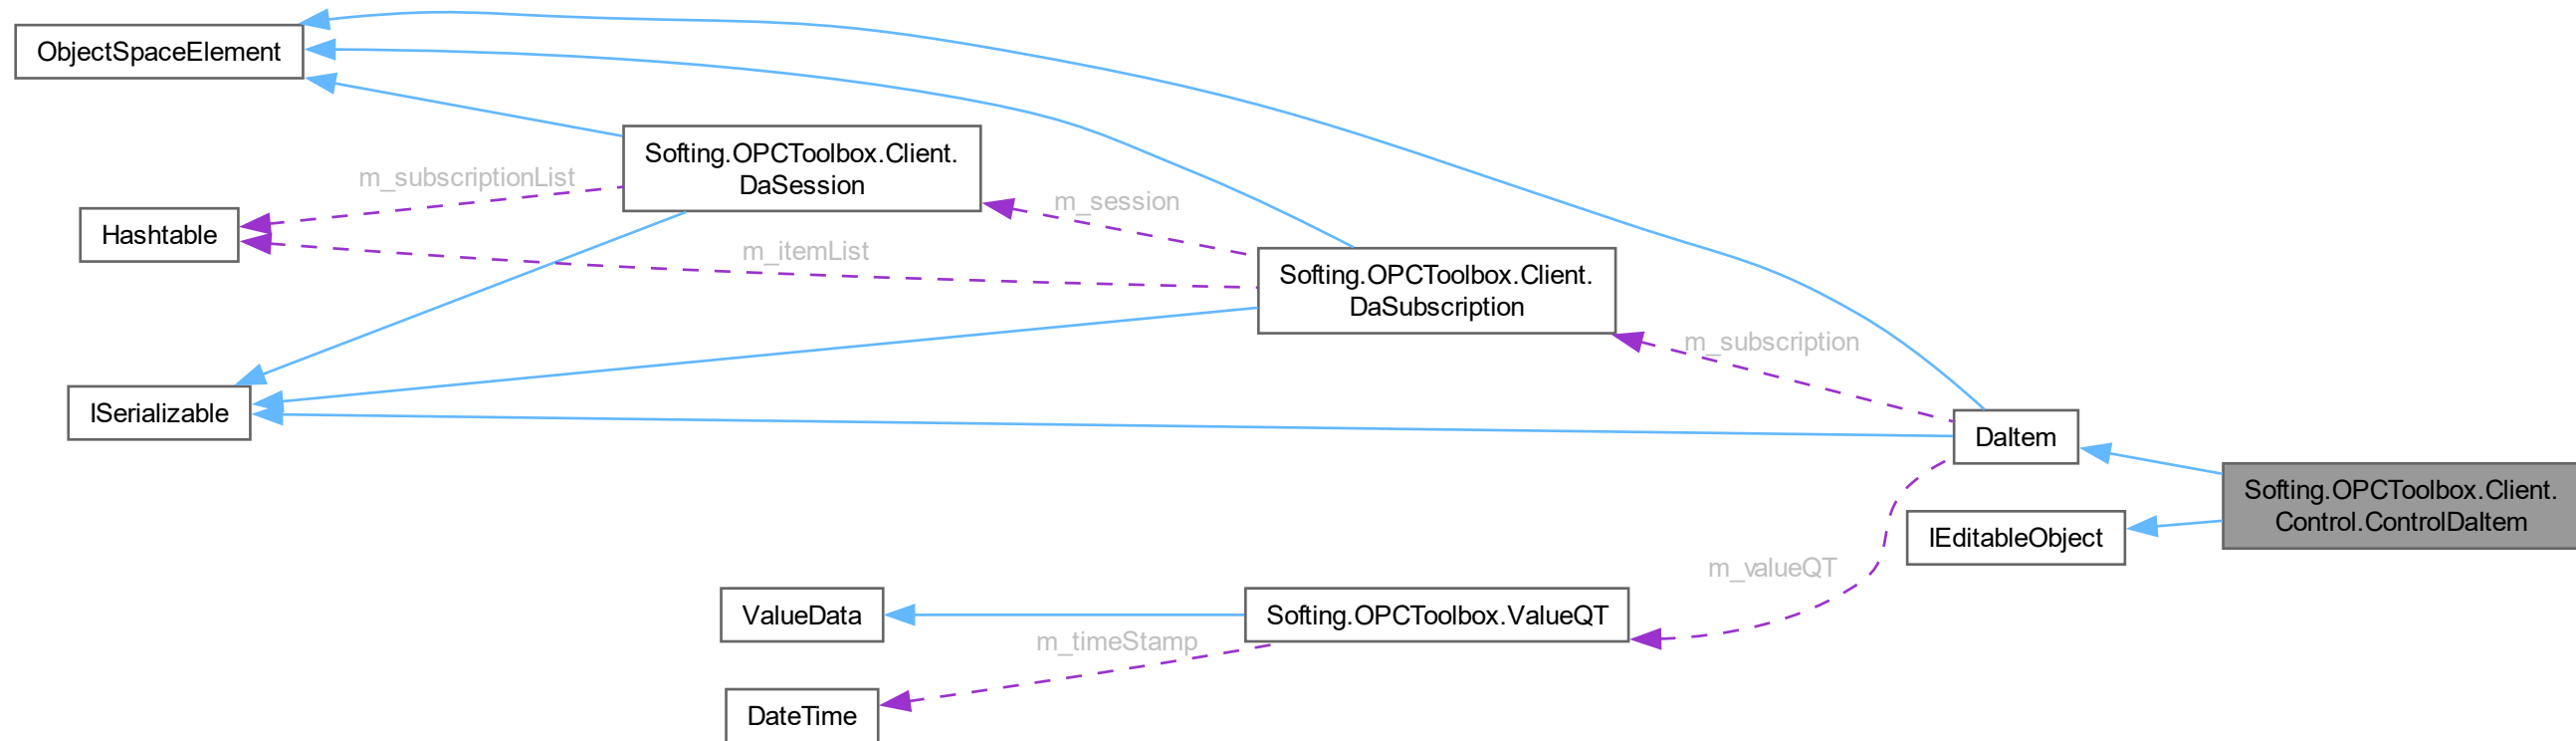 ObjectSpaceElement
Softing.OPCToolbox.Client.
DaSession
m_subscriptionList
m_session
Hashtable
m_itemList
Softing.OPCToolbox.Client.
DaSubscription
m_subscription
ISerializable
DaItem
Softing.OPCToolbox.Client.
Control.ControlDaItem
IEditableObject
m_valueQT
ValueData
Softing.OPCToolbox.ValueQT
m_timeStamp
DateTime